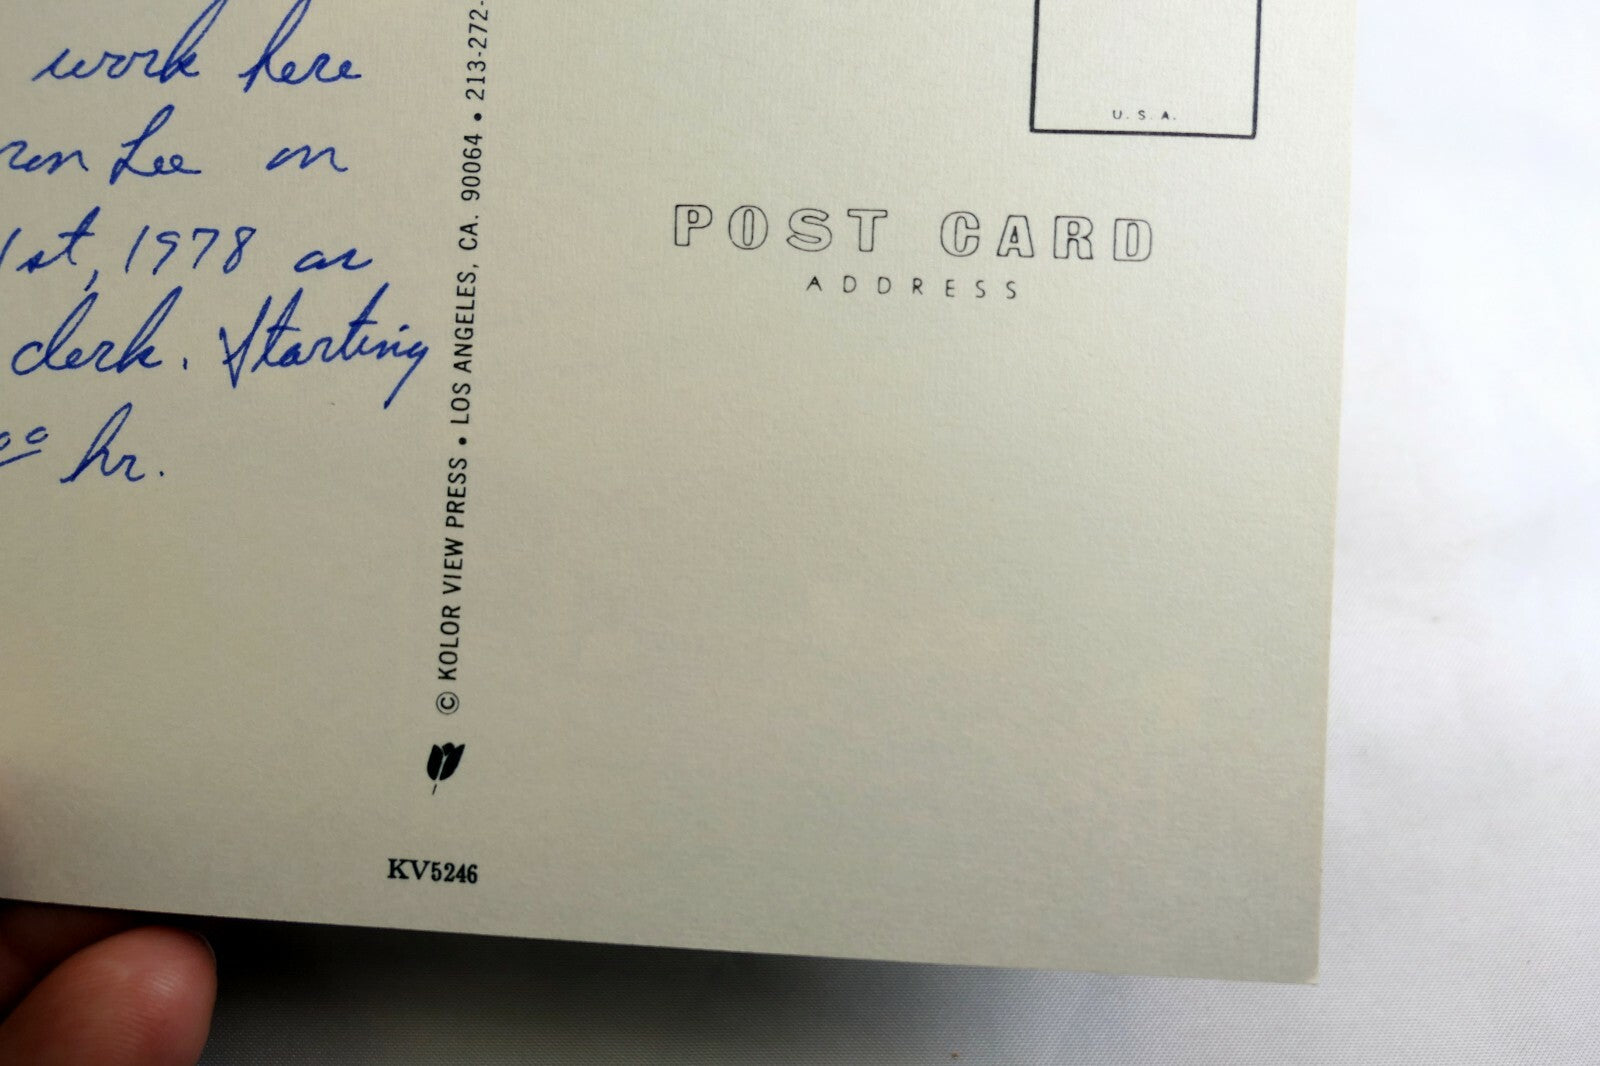 work here
Lee on
1st, 1978 as
clerk. Starting
hr.
© KOLOR VIEW PRESS • LOS ANGELES, CA. 90064 • 213-272-
KV5246
U.S.A.
POST CARD
ADDRESS